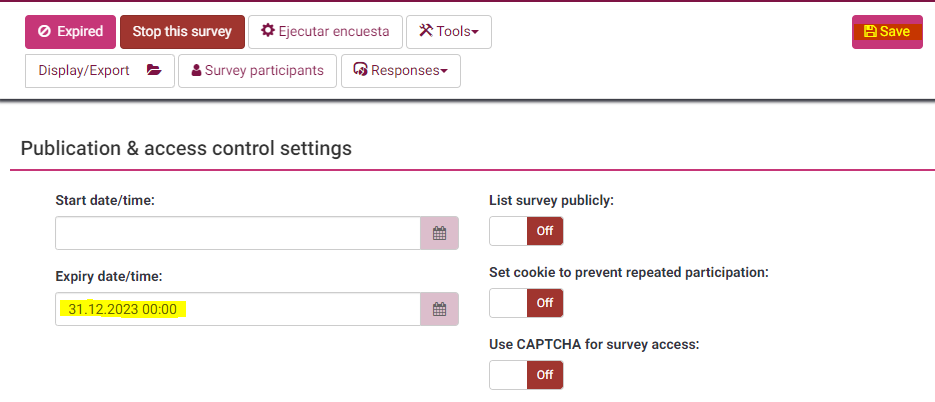 Expired Stop this survey Ejecutar encuesta Tools Save
Display/Export Survey participants Responses
Publication & access control settings
Start date/time: List survey publicly:
Off
Expiry date/time: Set cookie to prevent repeated participation:
31.12.2023 00:00 Off
Use CAPTCHA for survey access:
Off